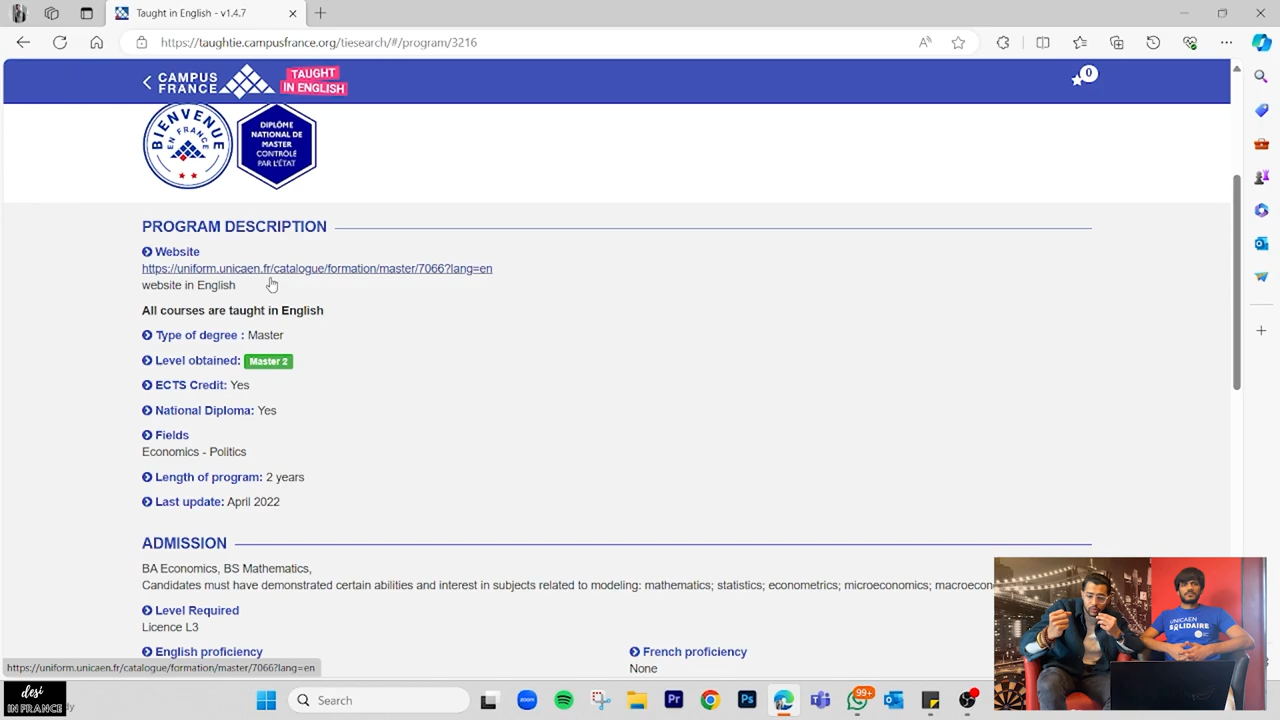 Taught in English - v1.4.7
https://taughtie.campusfrance.org/tiesearch/#/program/3216
CAMPUS
FRANCE
TAUGHT
IN ENGLISH
0
BIENVENUE
EN FRANCE
DIPLÔME
NATIONAL DE
MASTER
CONTRÔLÉ
PAR L'ÉTAT
PROGRAM DESCRIPTION
Website
https://uniform.unicaen.fr/catalogue/formation/master/7066?lang=en
website in English
All courses are taught in English
Type of degree : Master
Level obtained: Master 2
ECTS Credit: Yes
National Diploma: Yes
Fields
Economics - Politics
Length of program: 2 years
Last update: April 2022
ADMISSION
BA Economics, BS Mathematics,
Candidates must have demonstrated certain abilities and interest in subjects related to modeling: mathematics; statistics; econometrics; microeconomics; macroecon
Level Required
Licence L3
English proficiency
French proficiency
None
https://uniform.unicaen.fr/catalogue/formation/master/7066?lang=en
UNICAEN
SOLIDAIRE
desi
IN FRANCE
Search
zoom
Pr
Ps
99+